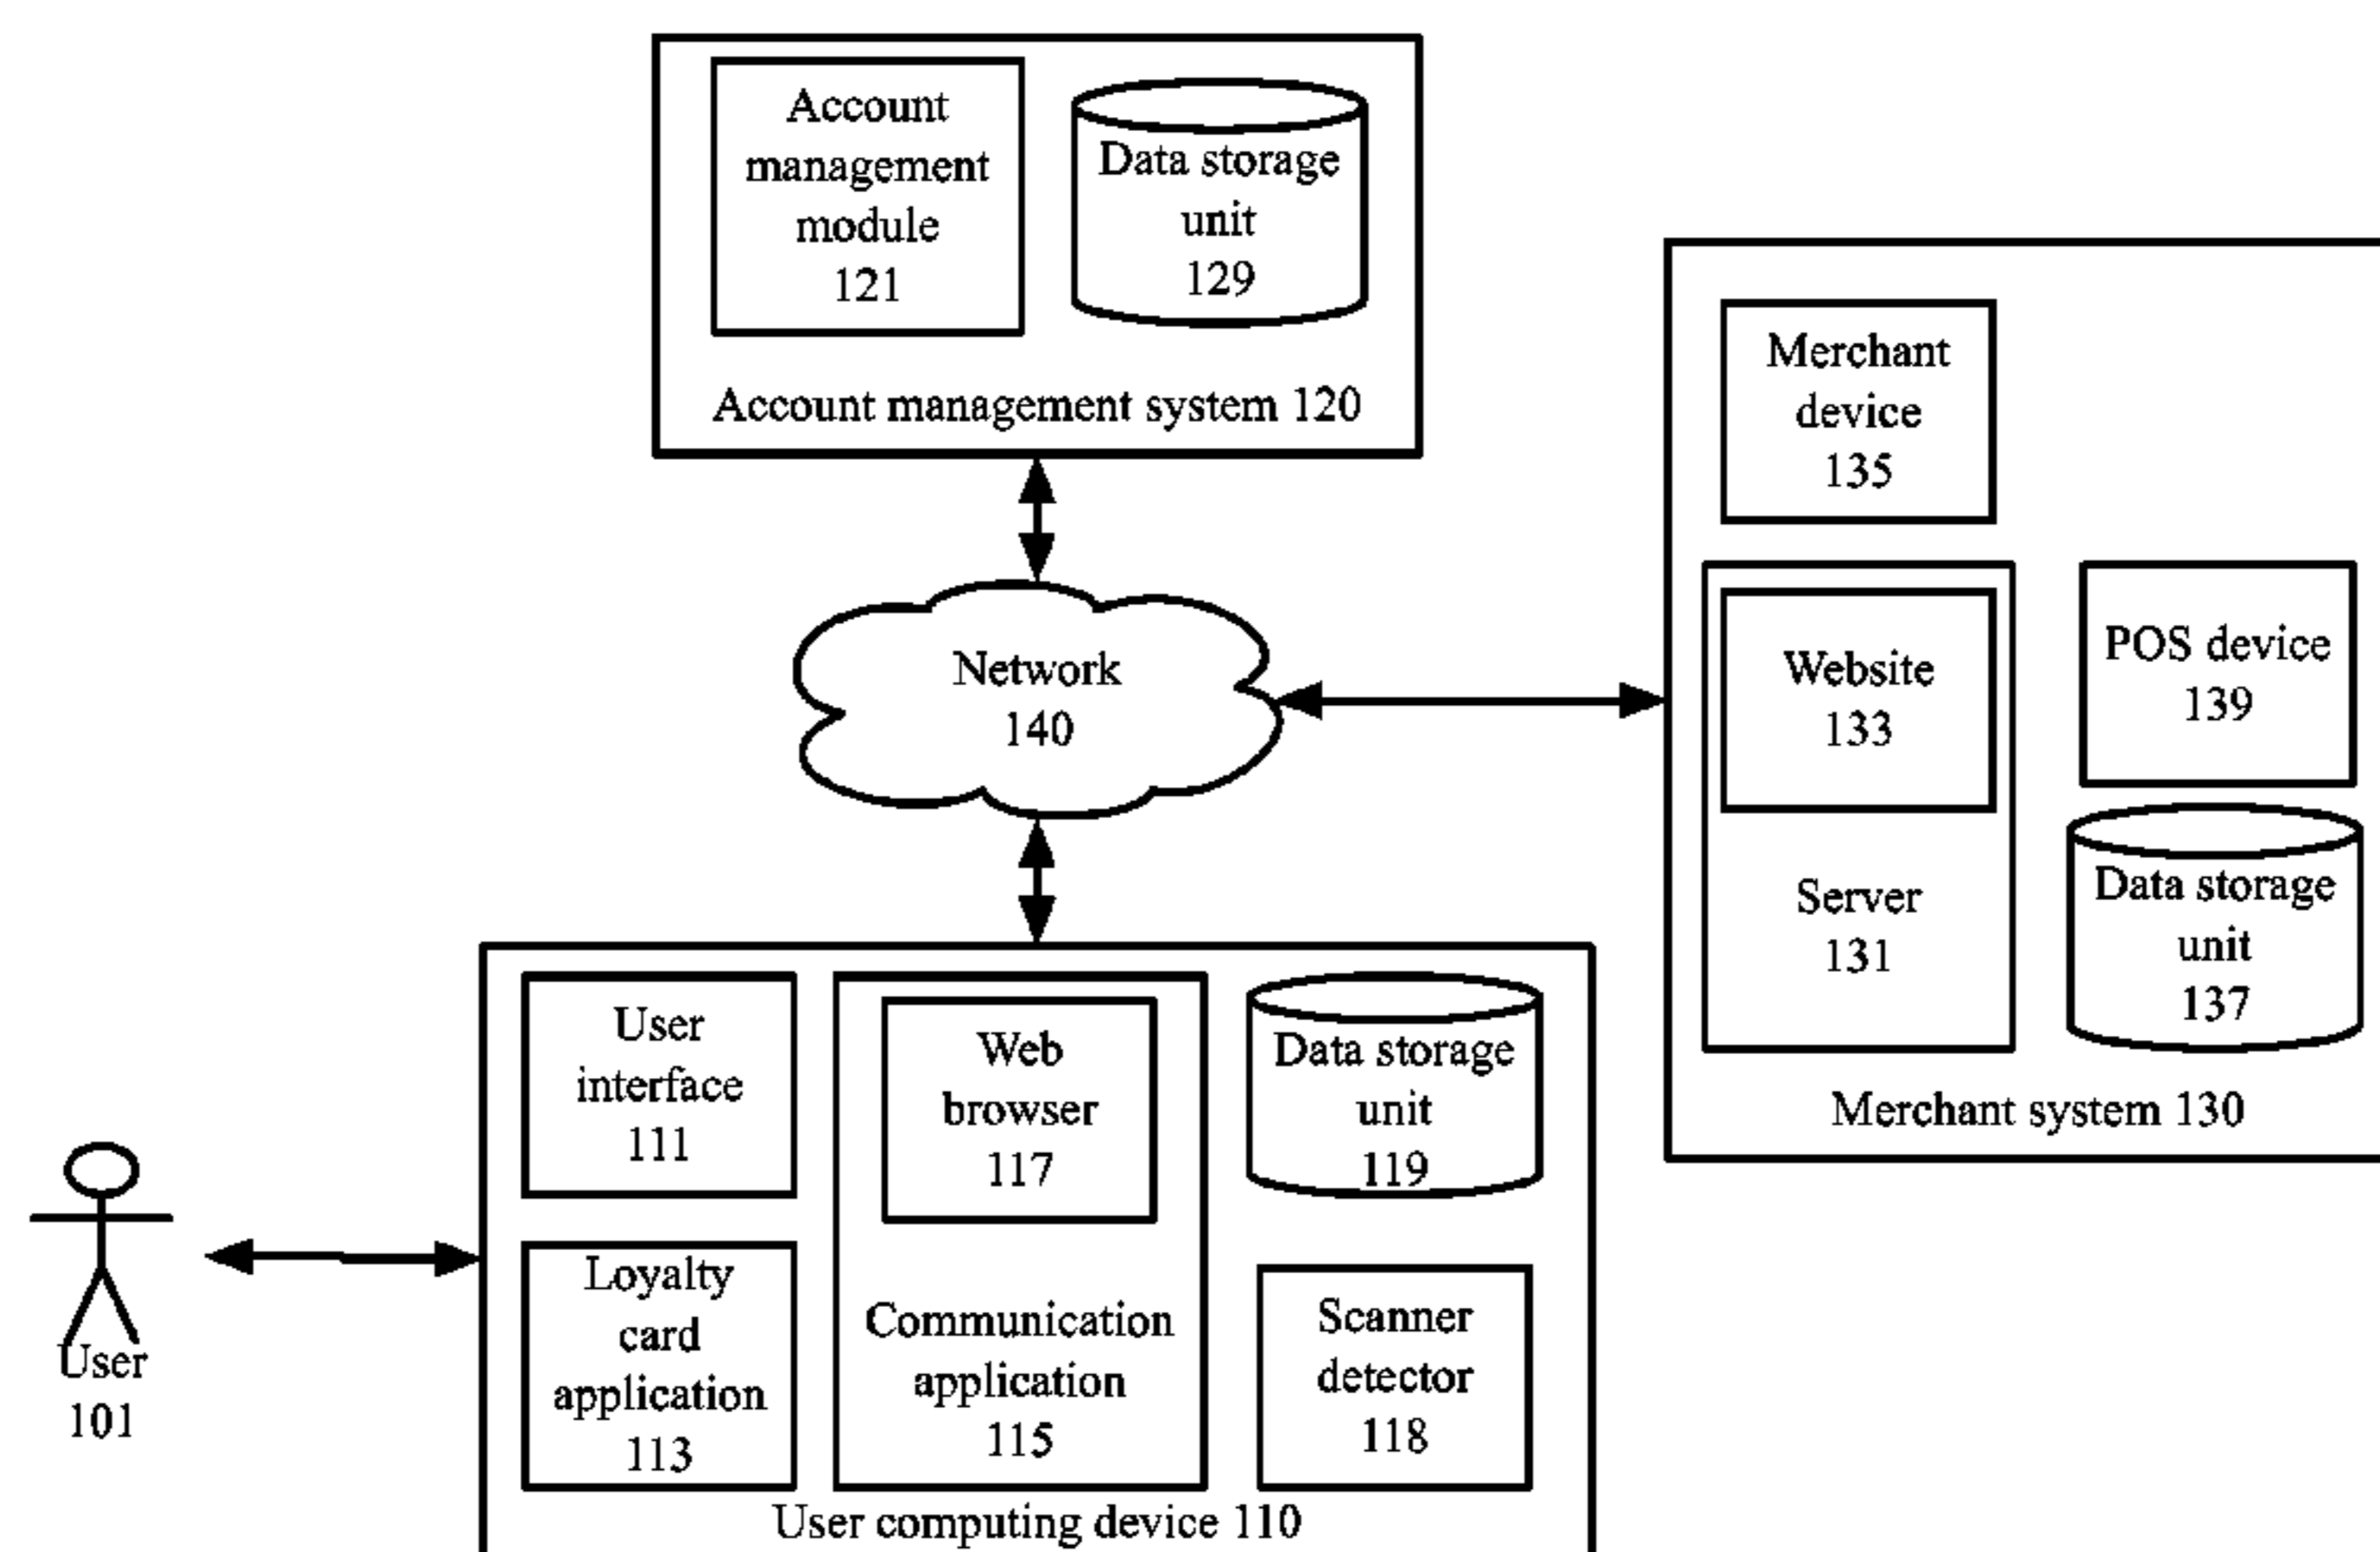 Account
management
module
121
Data storage
unit
129
Account management system 120
Merchant
device
135
Website
133
Server
131
POS device
139
Data storage
unit
137
Merchant system 130
Network
140
User
interface
111
Loyalty
card
application
113
Web
browser
117
Communication
application
115
Data storage
unit
119
Scanner
detector
118
User computing device 110
User
101